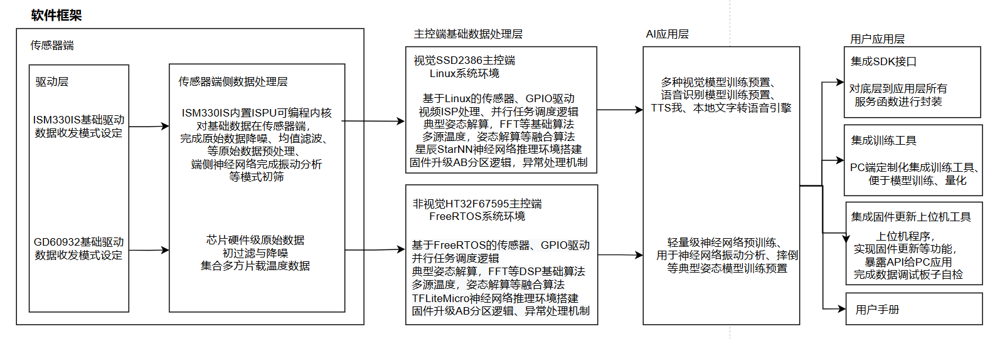 软件框架
传感器端
驱动层
ISM330IS基础驱动
数据收发模式设定
GD60932基础驱动
数据收发模式设定
传感器端侧数据处理层
ISM330IS内置ISPU可编程内核
对基础数据在传感器端，
完成原始数据降噪、均值滤波、
等原始数据预处理、
端侧神经网络完成振动分析
等模式初筛
芯片硬件级原始数据
初过滤与降噪
集合多方片载温度数据
主控端基础数据处理层
视觉SSD2386主控端
Linux系统环境
基于Linux的传感器、GPIO驱动
视频ISP处理、并行任务调度逻辑
典型姿态解算，FFT等基础算法
多源温度，姿态解算等融合算法
星辰StarNN神经网络推理环境搭建
固件升级AB分区逻辑，异常处理机制
非视觉HT32F67595主控端
FreeRTOS系统环境
基于FreeRTOS的传感器、GPIO驱动
并行任务调度逻辑
典型姿态解算，FFT等DSP基础算法
多源温度，姿态解算等融合算法
TFLiteMicro神经网络推理环境搭建
固件升级AB分区逻辑、异常处理机制
AI应用层
多种视觉模型训练预置、
语音识别模型训练预置、
TTS我、本地文字转语音引擎
轻量级神经网络预训练、
用于神经网络振动分析、摔倒
等典型姿态模型训练预置
用户应用层
集成SDK接口
对底层到应用层所有
服务函数进行封装
集成训练工具
PC端定制化集成训练工具、
便于模型训练、量化
集成固件更新上位机工具
上位机程序，
实现固件更新等功能，
暴露API给PC应用
完成数据调试板子自检
用户手册